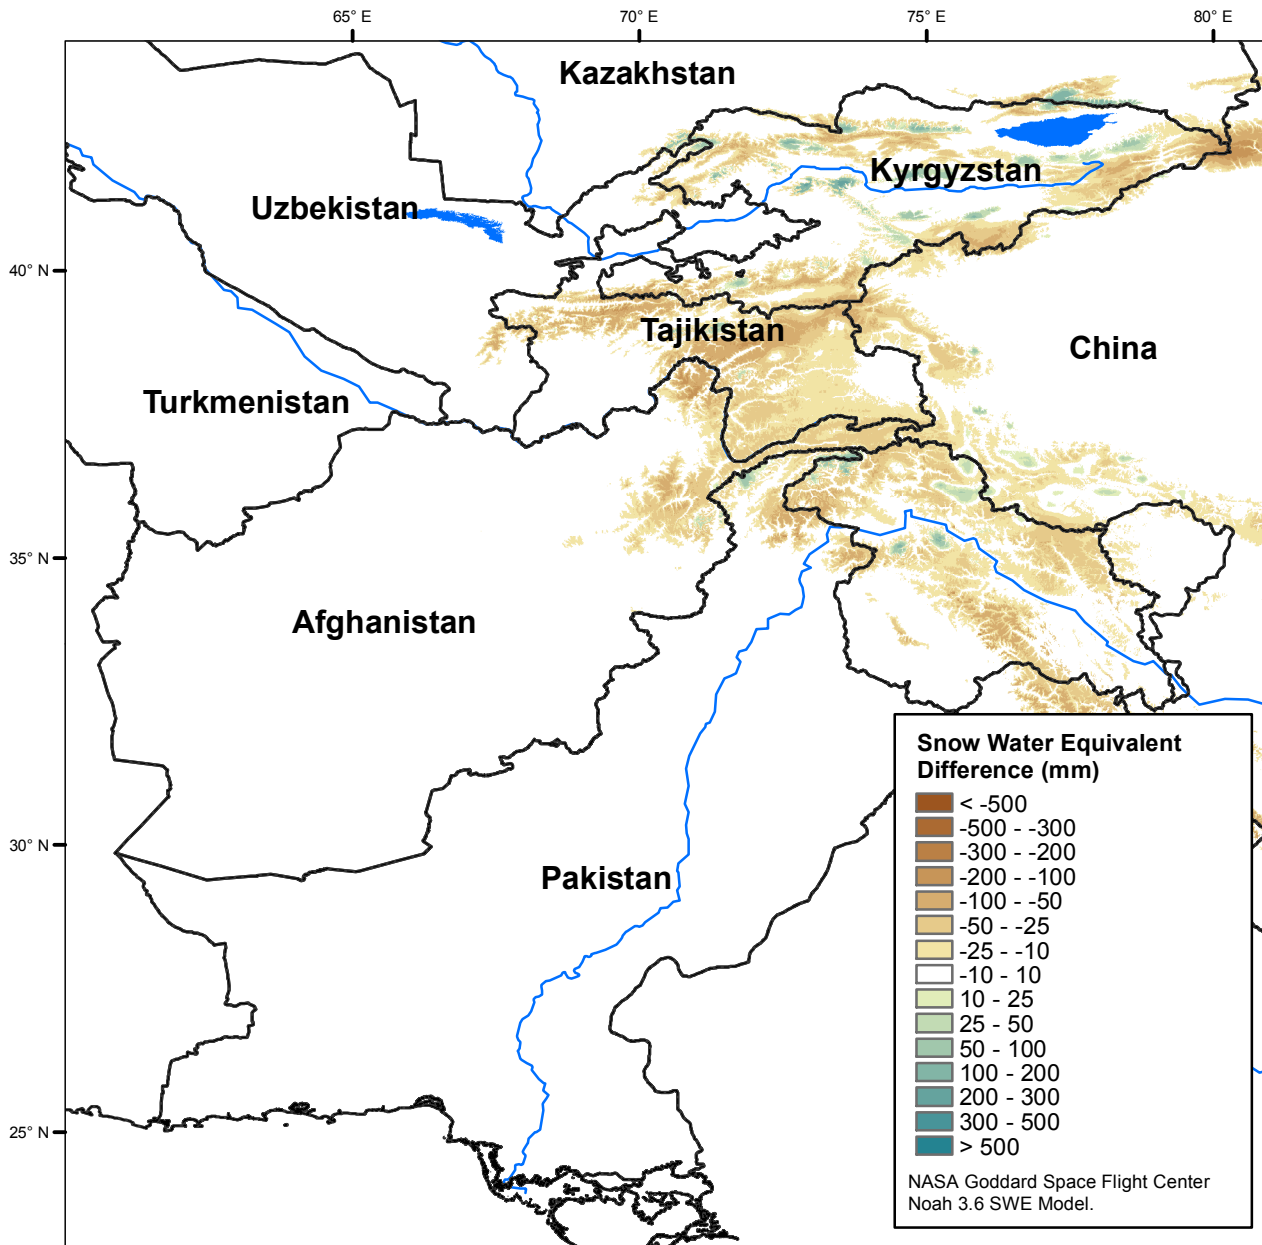 65° E
70° E
75° E
80° E
Kazakhstan
Kyrgyzstan
Uzbekistan
40° N
Tajikistan
China
Turkmenistan
35° N
Afghanistan
30° N
Pakistan
25° N
Snow Water Equivalent
Difference (mm)
< -500
-500 - -300
-300 - -200
-200 - -100
-100 - -50
-50 - -25
-25 - -10
-10 - 10
10 - 25
25 - 50
50 - 100
100 - 200
200 - 300
300 - 500
> 500
NASA Goddard Space Flight Center
Noah 3.6 SWE Model.